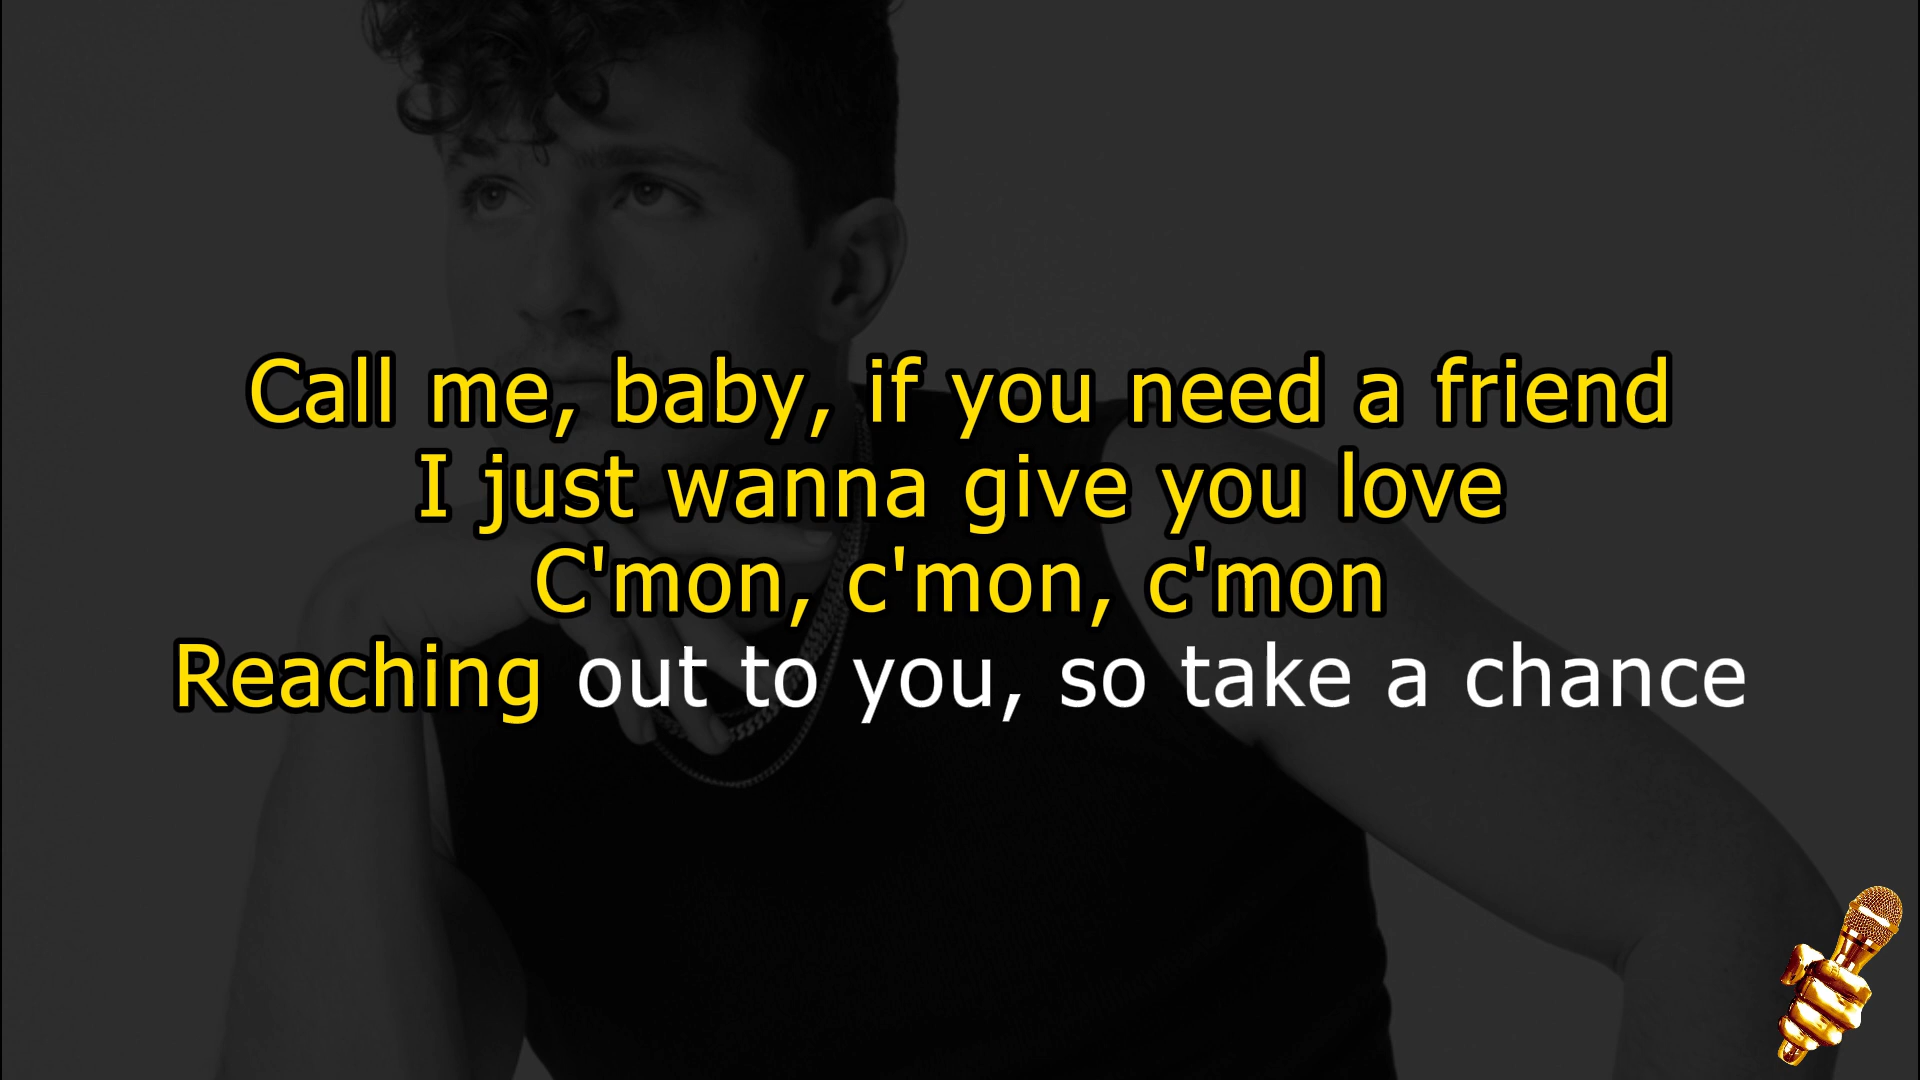 Call me, baby, if you need a friend
I just wanna give you love
C'mon, c'mon, c'mon
Reaching out to you, so take a chance